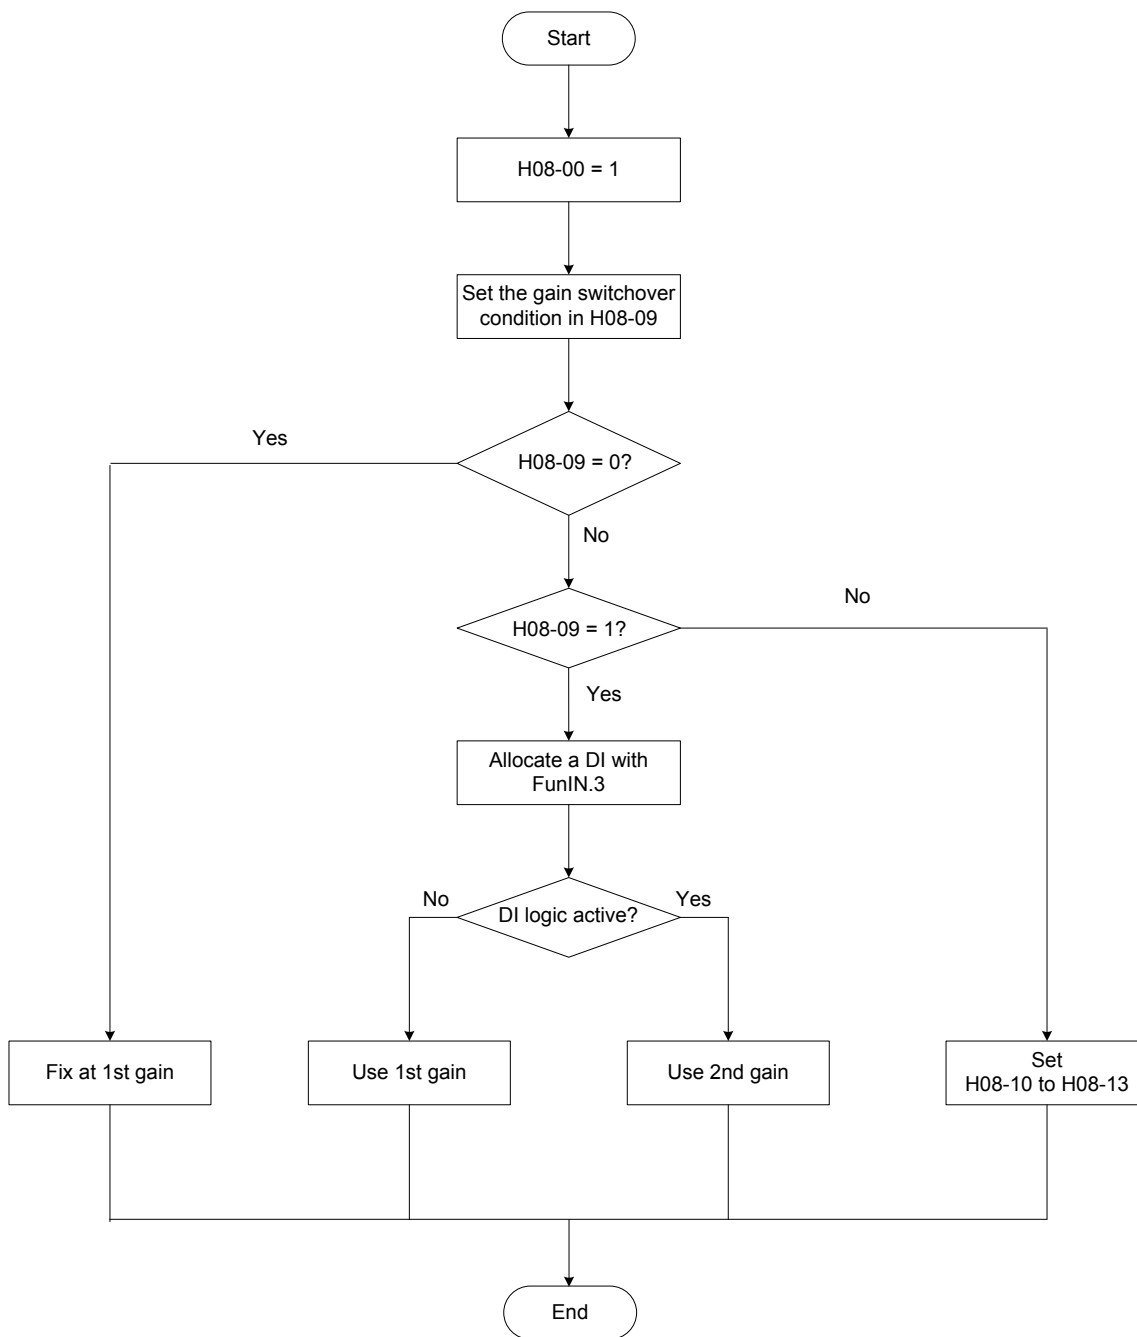 Start
H08-00 = 1
Set the gain switchover
condition in H08-09
Yes
H08-09 = 0?
No
No
H08-09 = 1?
Yes
Allocate a DI with
FunIN.3
No
Yes
DI logic active?
Fix at 1st gain
Use 1st gain
Use 2nd gain
Set
H08-10 to H08-13
End